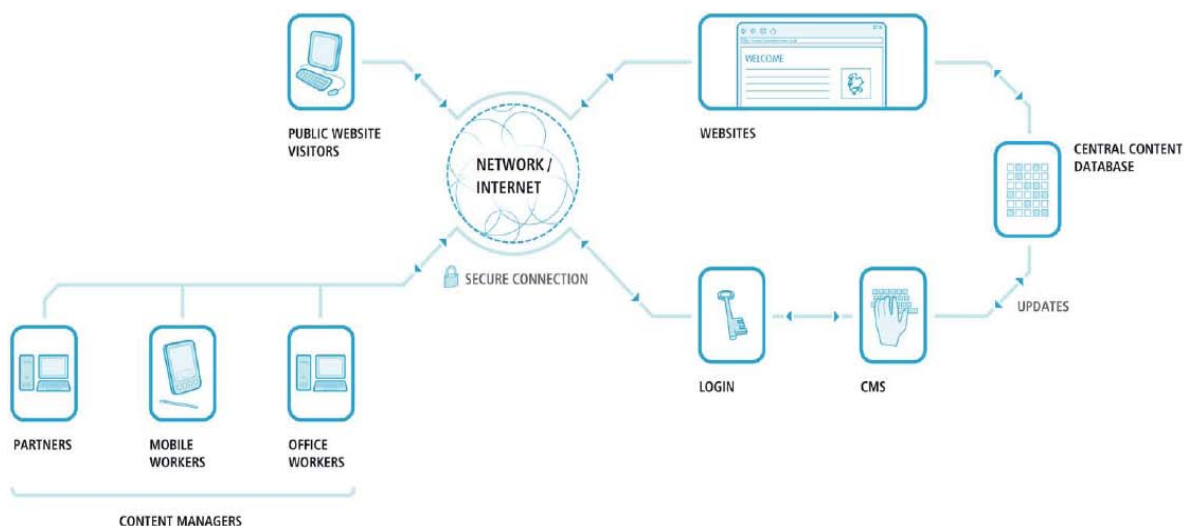 WELCOME
PUBLIC WEBSITE
VISITORS
WEBSITES
NETWORK /
INTERNET
CENTRAL CONTENT
DATABASE
SECURE CONNECTION
UPDATES
LOGIN
CMS
PARTNERS
MOBILE
WORKERS
OFFICE
WORKERS
CONTENT MANAGERS